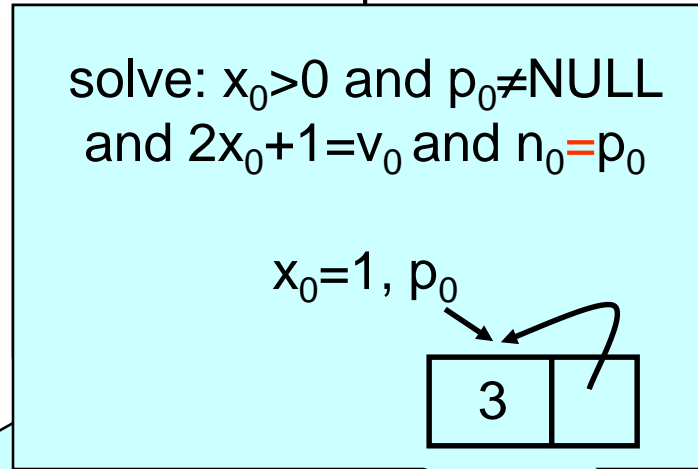 solve: x₀>0 and p₀≠NULL
and 2x₀+1=v₀ and n₀=p₀
x₀=1, p₀
3